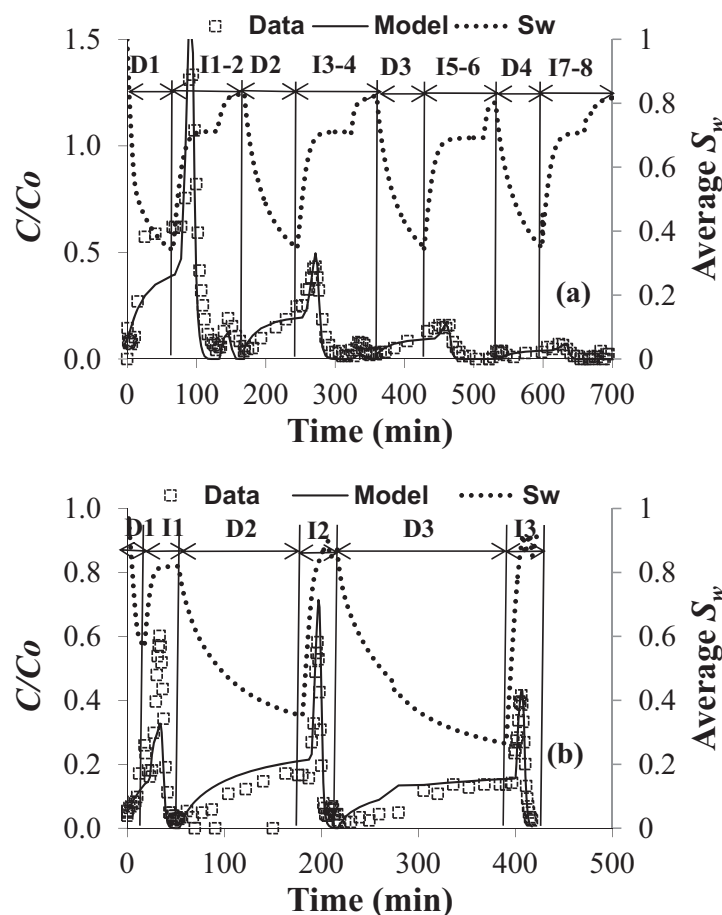 Data Model Sw
1.5 1
D1 I1-2 D2 I3-4 D3 I5-6 D4 I7-8
0.8
1.0
0.6
C/Co
Average Sw
0.4
0.5
(a)
0.2
0.0 0
0 100 200 300 400 500 600 700
Time (min)
Data Model Sw
1.0 1
D1 I1 D2 I2 D3 I3
0.8 0.8
0.6 0.6
C/Co
Average Sw
0.4 0.4
0.2 (b) 0.2
0.0 0
0 100 200 300 400 500
Time (min)